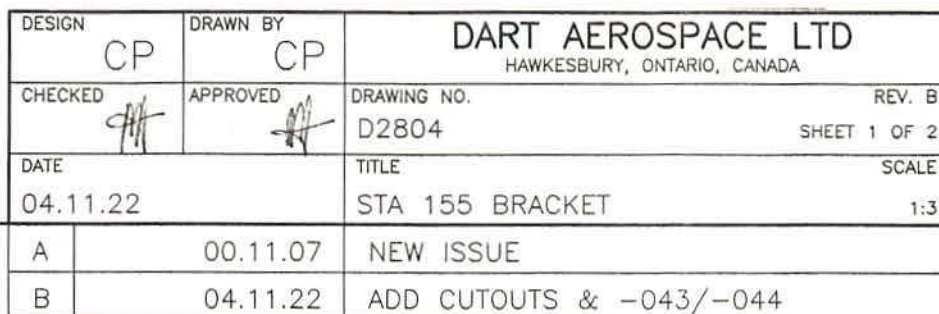 DESIGN
CP
DRAWN BY
CP
DART AEROSPACE LTD
HAWKESBURY, ONTARIO, CANADA
CHECKED
APPROVED
DRAWING NO.
D2804
REV. B
SHEET 1 OF 2
DATE
04.11.22
TITLE
STA 155 BRACKET
SCALE
1:3
A 00.11.07 NEW ISSUE
B 04.11.22 ADD CUTOUTS & -043/-044